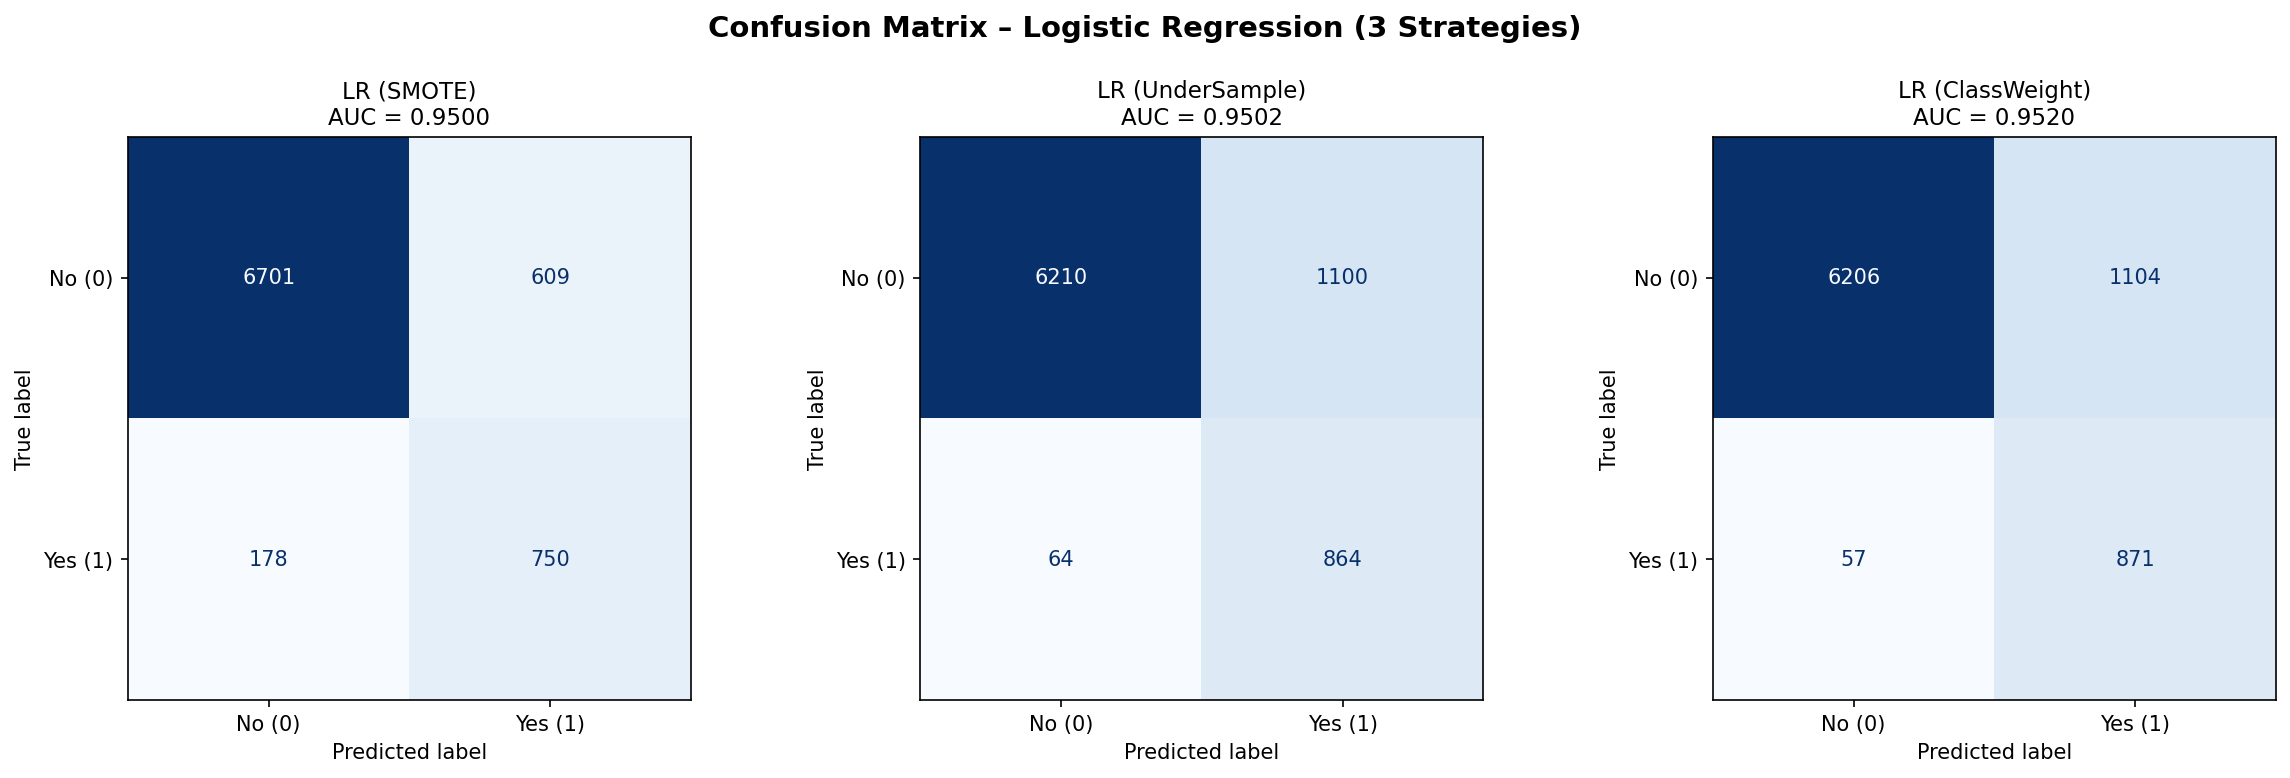 Confusion Matrix – Logistic Regression (3 Strategies)
LR (SMOTE)
AUC = 0.9500
No (0)
6701
609
Yes (1)
178
750
True label
No (0)
Yes (1)
Predicted label
LR (UnderSample)
AUC = 0.9502
No (0)
6210
1100
Yes (1)
64
864
True label
No (0)
Yes (1)
Predicted label
LR (ClassWeight)
AUC = 0.9520
No (0)
6206
1104
Yes (1)
57
871
True label
No (0)
Yes (1)
Predicted label